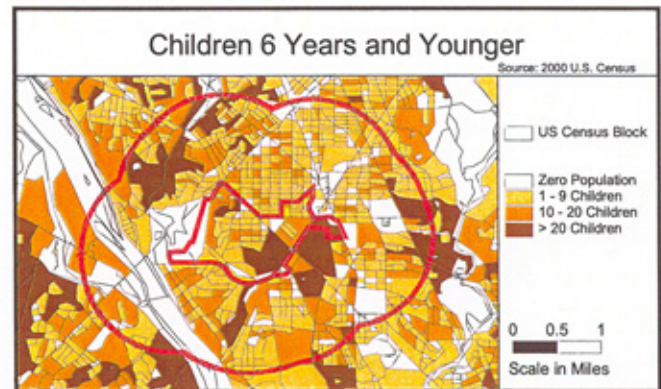 Children 6 Years and Younger
Source: 2000 U.S. Census
US Census Block
Zero Population
1 - 9 Children
10 - 20 Children
> 20 Children
0 0.5 1
Scale in Miles